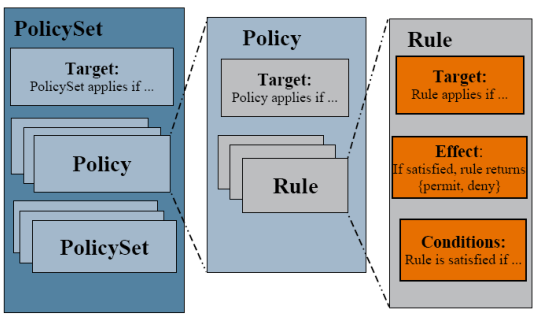 PolicySet
Target:
PolicySet applies if ...
Policy
PolicySet
Policy
Target:
Policy applies if ...
Rule
Rule
Target:
Rule applies if ...
Effect:
If satisfied, rule returns
{permit, deny}
Conditions:
Rule is satisfied if ...